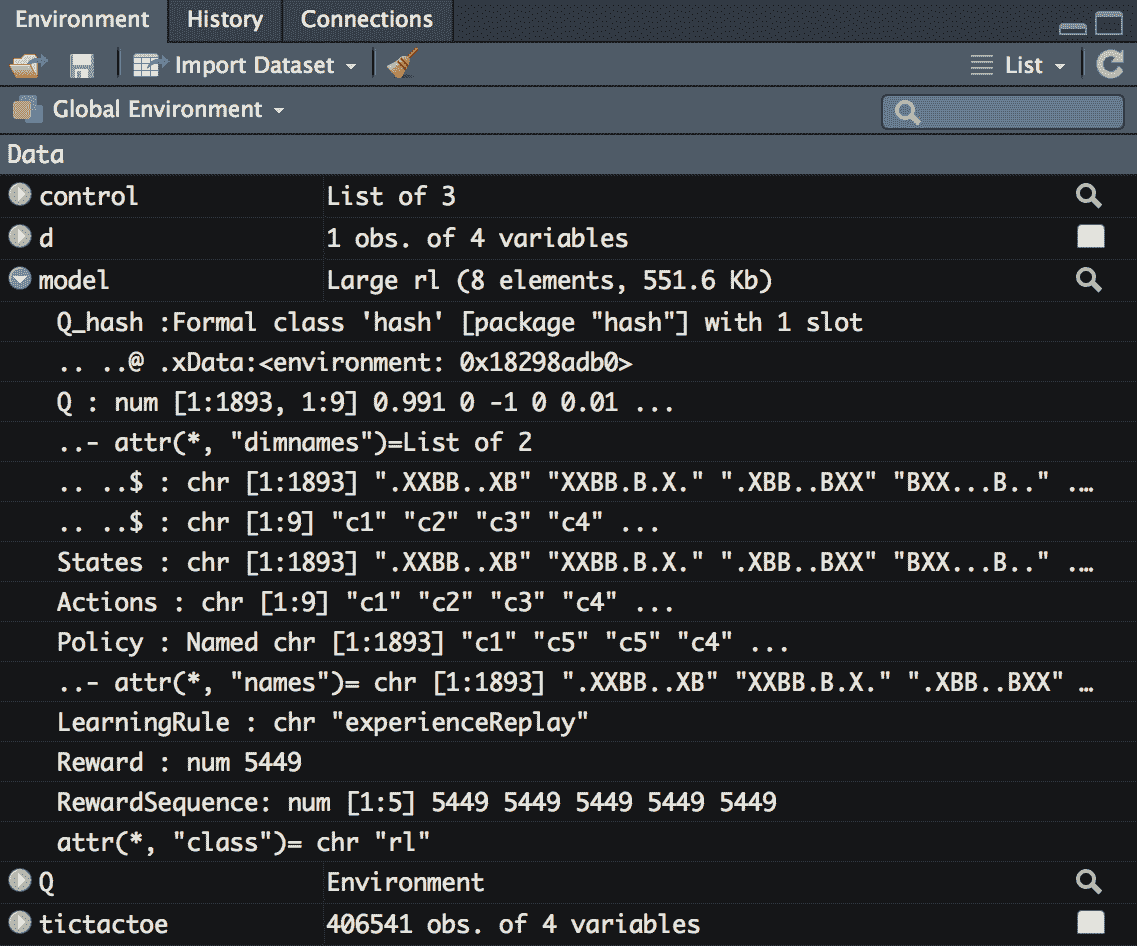 Environment History Connections
Import Dataset List
Global Environment
Data
control List of 3
d 1 obs. of 4 variables
model Large rl (8 elements, 551.6 Kb)
Q_hash :Formal class 'hash' [package "hash"] with 1 slot
.. ..@ .xData:<environment: 0x18298adb0>
Q : num [1:1893, 1:9] 0.991 0 -1 0 0.01 ...
..- attr(*, "dimnames")=List of 2
.. ..$ : chr [1:1893] ".XXBB..XB" "XXBB.B.X." ".XBB..BXX" "BXX...B.." ...
.. ..$ : chr [1:9] "c1" "c2" "c3" "c4" ...
States : chr [1:1893] ".XXBB..XB" "XXBB.B.X." ".XBB..BXX" "BXX...B.." ...
Actions : chr [1:9] "c1" "c2" "c3" "c4" ...
Policy : Named chr [1:1893] "c1" "c5" "c5" "c4" ...
..- attr(*, "names")= chr [1:1893] ".XXBB..XB" "XXBB.B.X." ".XBB..BXX" …
LearningRule : chr "experienceReplay"
Reward : num 5449
RewardSequence: num [1:5] 5449 5449 5449 5449 5449
attr(*, "class")= chr "rl"
Q Environment
tictactoe 406541 obs. of 4 variables